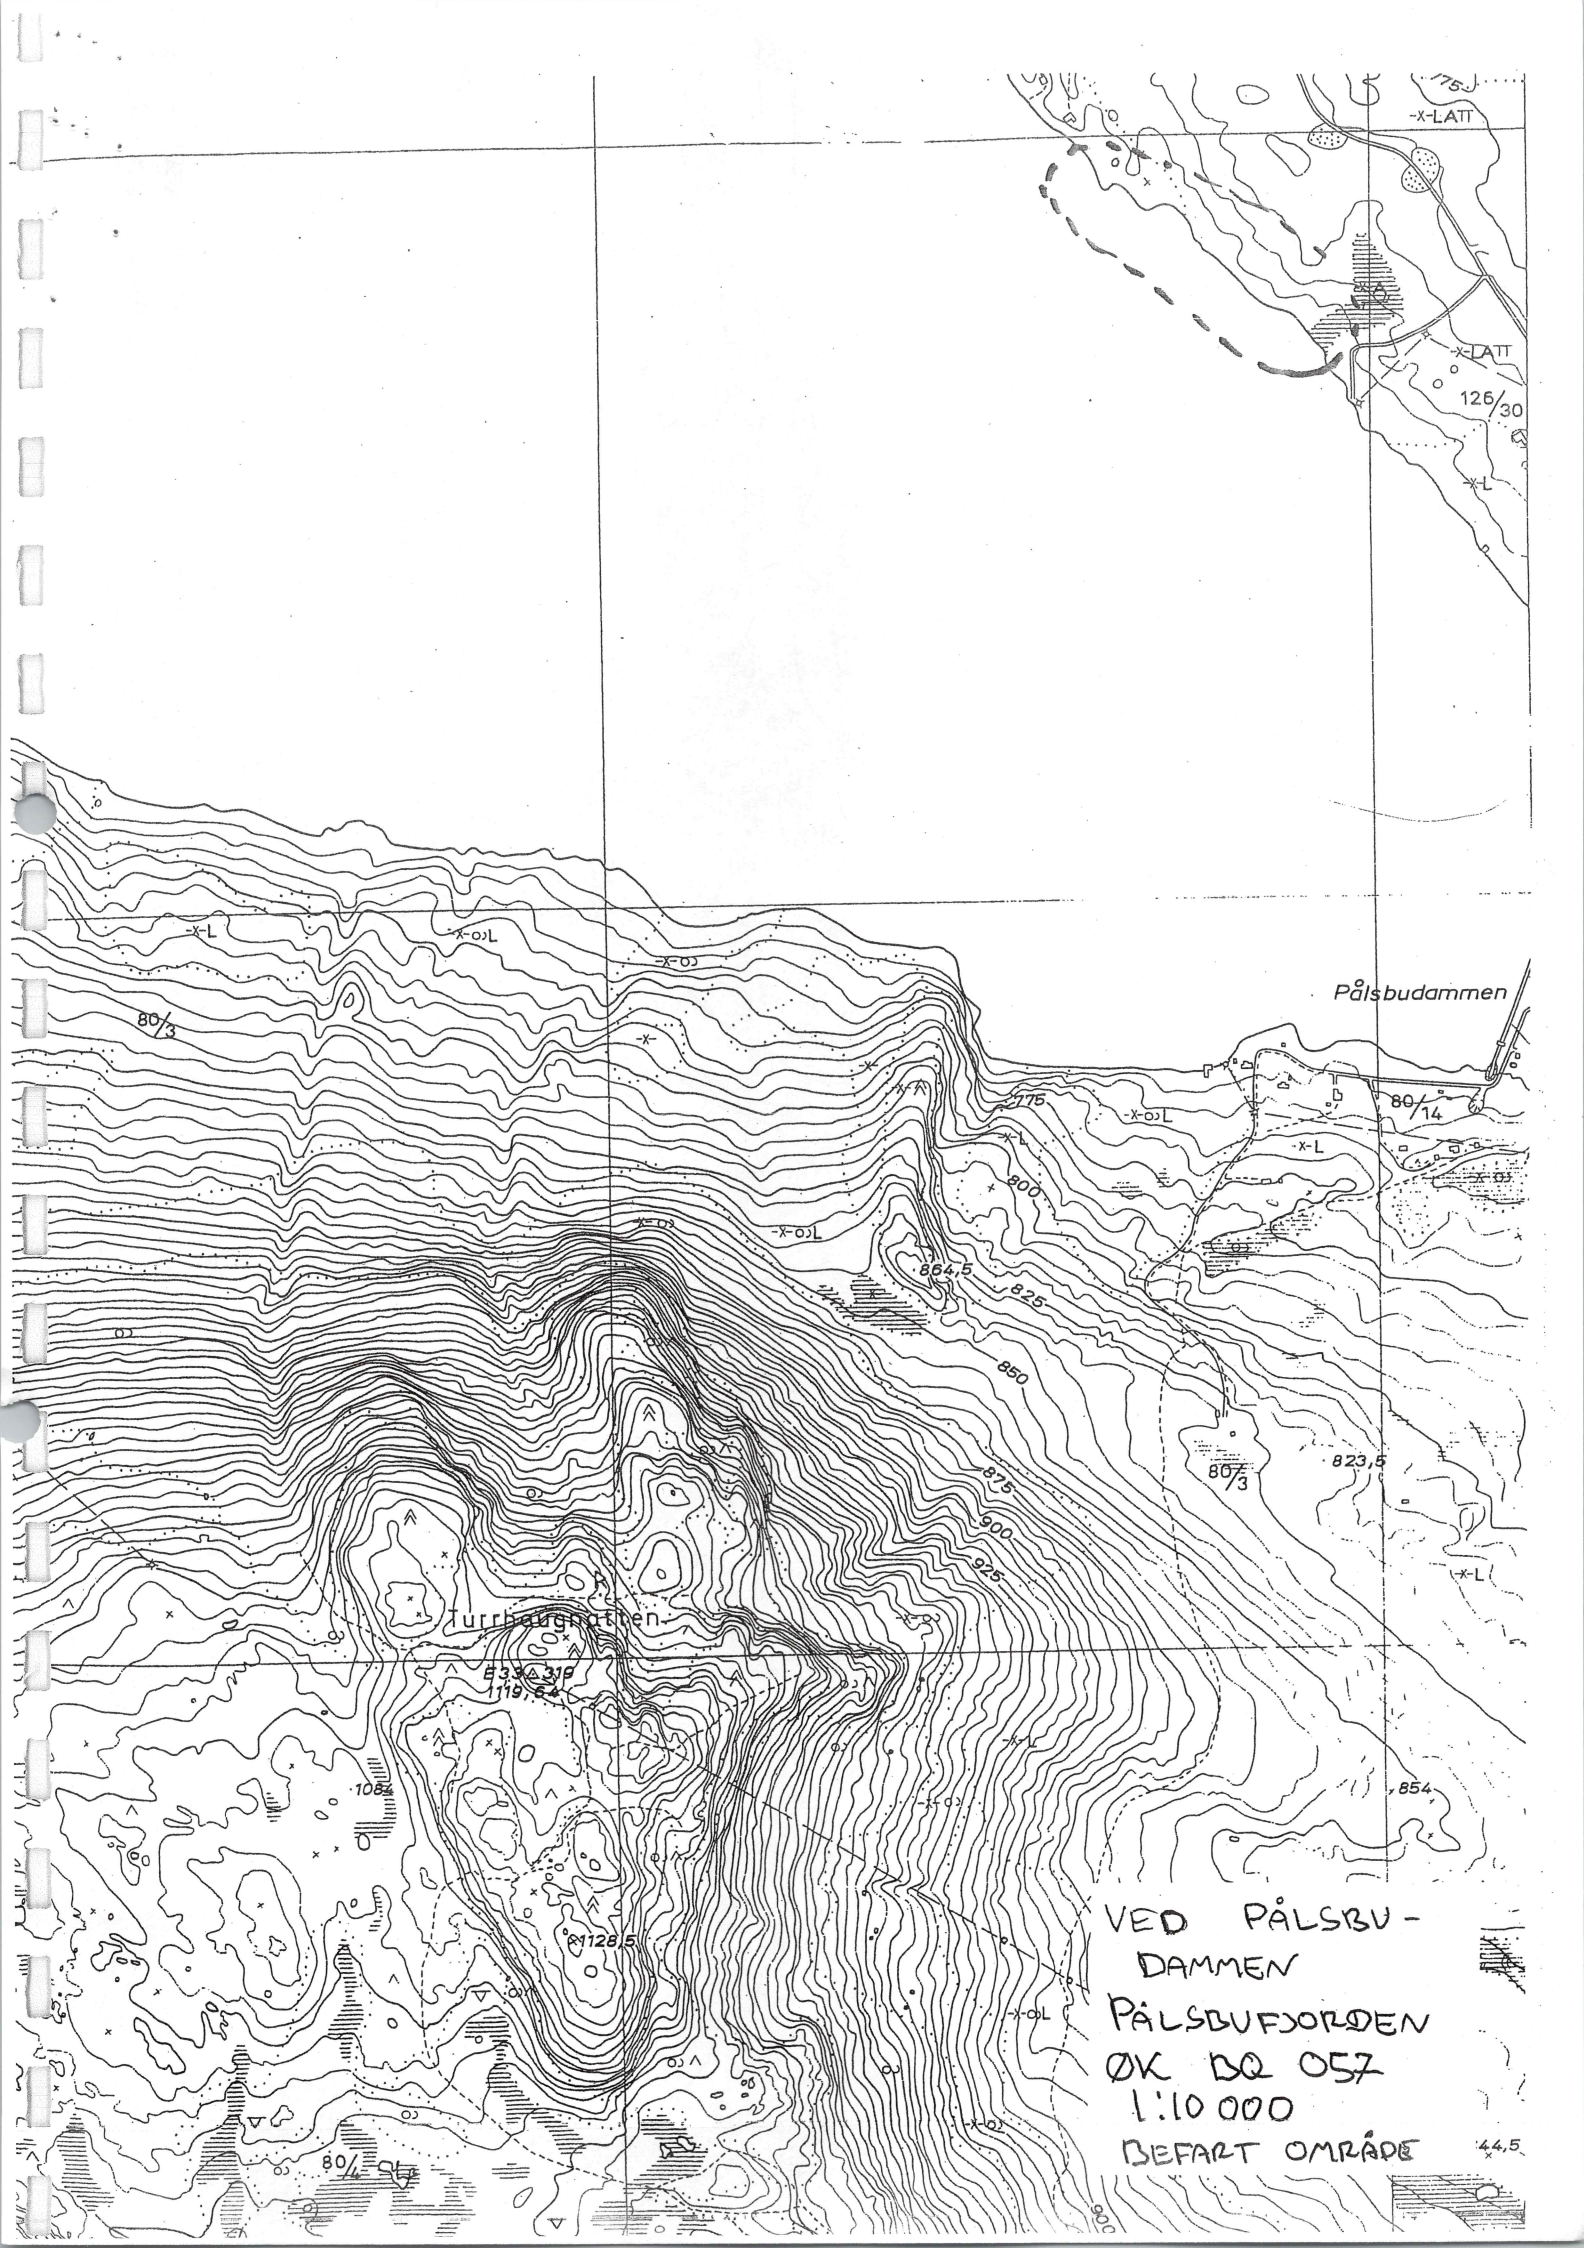 775
-x-LATT
-x-LATT
126/30
-x-L
-x-L
Pålsbudammen
80/3
775
80/14
-x-L
-x-L
800
864,5
825
850
875
80/3
823,5
900
925
-x-L
Turrhaugnatten
E33 319
1119,64
1084
854
1128,5
VED PÅLSBU-
DAMMEN
PÅLSBUFJORDEN
ØK BQ 057
1:10 000
BEFART OMRÅDE
44,5
80/4
900